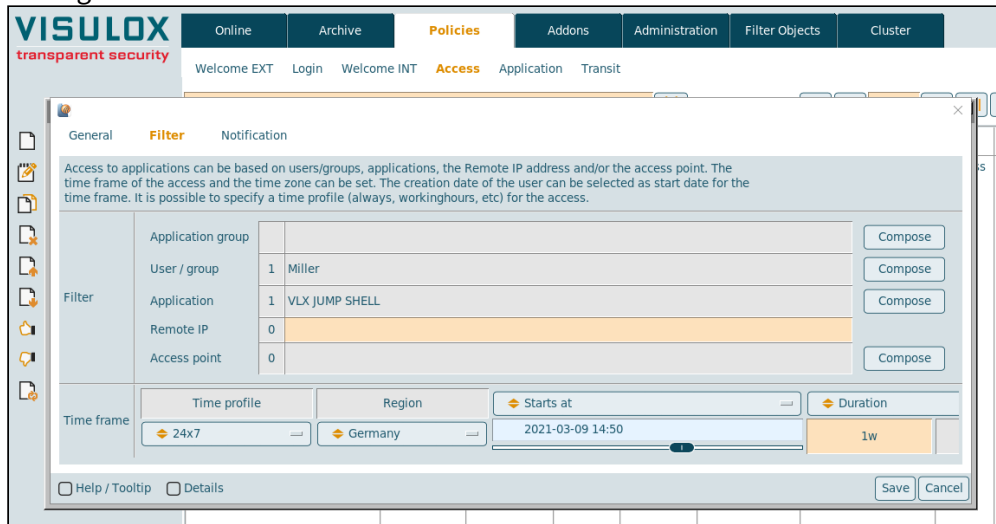 VISULOX
transparent security
Online Archive Policies Addons Administration Filter Objects Cluster
Welcome EXT Login Welcome INT Access Application Transit
General Filter Notification
Access to applications can be based on users/groups, applications, the Remote IP address and/or the access point. The
time frame of the access and the time zone can be set. The creation date of the user can be selected as start date for the
time frame. It is possible to specify a time profile (always, workinghours, etc) for the access.
Filter
Application group Compose
User / group 1 Miller Compose
Application 1 VLX JUMP SHELL Compose
Remote IP 0
Access point 0 Compose
Time frame
Time profile Region Starts at Duration
24x7 Germany 2021-03-09 14:50 1w
Help / Tooltip Details Save Cancel